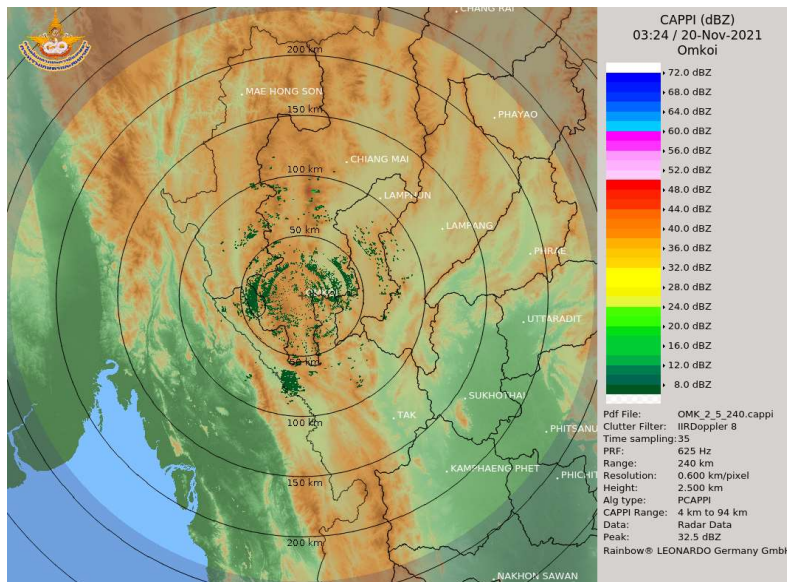 CHANG RAI
200 km
MAE HONG SON
150 km
PHAYAO
CHIANG MAI
100 km
LAMPHUN
50 km
LAMPANG
PHRAE
OMKOI
UTTARADIT
50 km
SUKHOTHAI
100 km
TAK
PHITSANU
KAMPHAENG PHET
PHICHIT
150 km
200 km
NAKHON SAWAN
CAPPI (dBZ)
03:24 / 20-Nov-2021
Omkoi
72.0 dBZ
68.0 dBZ
64.0 dBZ
60.0 dBZ
56.0 dBZ
52.0 dBZ
48.0 dBZ
44.0 dBZ
40.0 dBZ
36.0 dBZ
32.0 dBZ
28.0 dBZ
24.0 dBZ
20.0 dBZ
16.0 dBZ
12.0 dBZ
8.0 dBZ
Pdf File: OMK_2_5_240.cappi
Clutter Filter: IIRDoppler 8
Time sampling:35
PRF: 625 Hz
Range: 240 km
Resolution: 0.600 km/pixel
Height: 2.500 km
Alg type: PCAPPI
CAPPI Range: 4 km to 94 km
Data: Radar Data
Peak: 32.5 dBZ
Rainbow® LEONARDO Germany GmbH